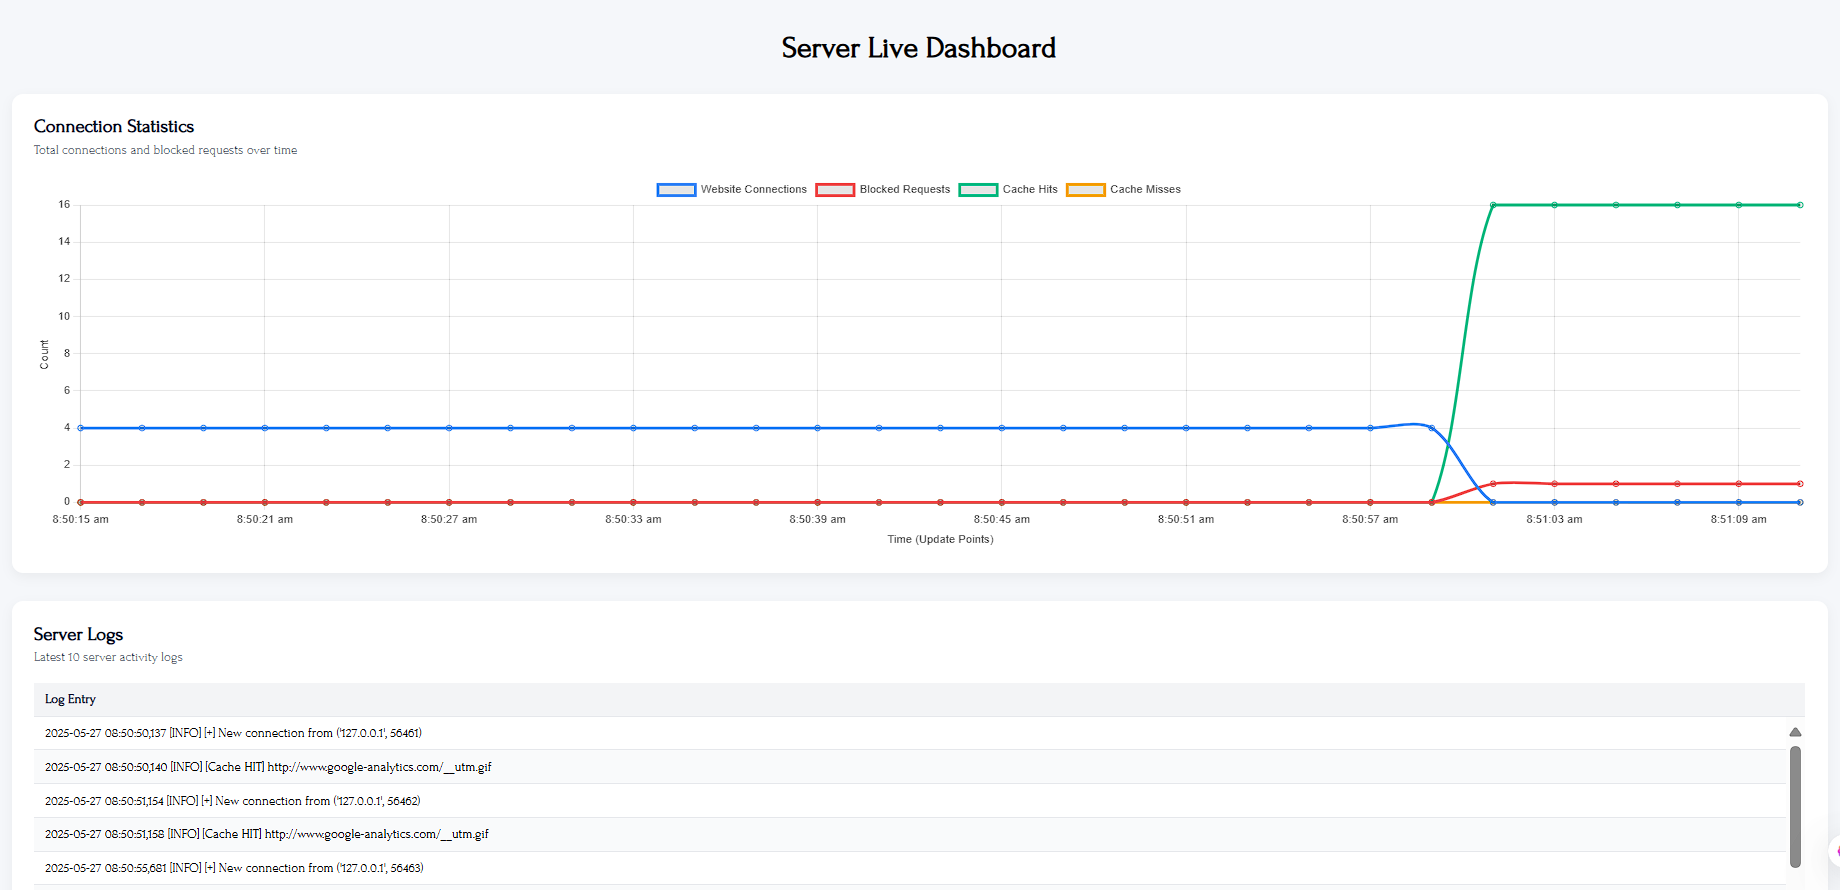 Server Live Dashboard
Connection Statistics
Total connections and blocked requests over time
Website Connections Blocked Requests Cache Hits Cache Misses
16
14
12
10
8
6
4
2
0
Count
8:50:15 am 8:50:21 am 8:50:27 am 8:50:33 am 8:50:39 am 8:50:45 am 8:50:51 am 8:50:57 am 8:51:03 am 8:51:09 am
Time (Update Points)
Server Logs
Latest 10 server activity logs
Log Entry
2025-05-27 08:50:50,137 [INFO] [+] New connection from ('127.0.0.1', 56461)
2025-05-27 08:50:50,140 [INFO] [Cache HIT] http://www.google-analytics.com/__utm.gif
2025-05-27 08:50:51,154 [INFO] [+] New connection from ('127.0.0.1', 56462)
2025-05-27 08:50:51,158 [INFO] [Cache HIT] http://www.google-analytics.com/__utm.gif
2025-05-27 08:50:55,681 [INFO] [+] New connection from ('127.0.0.1', 56463)